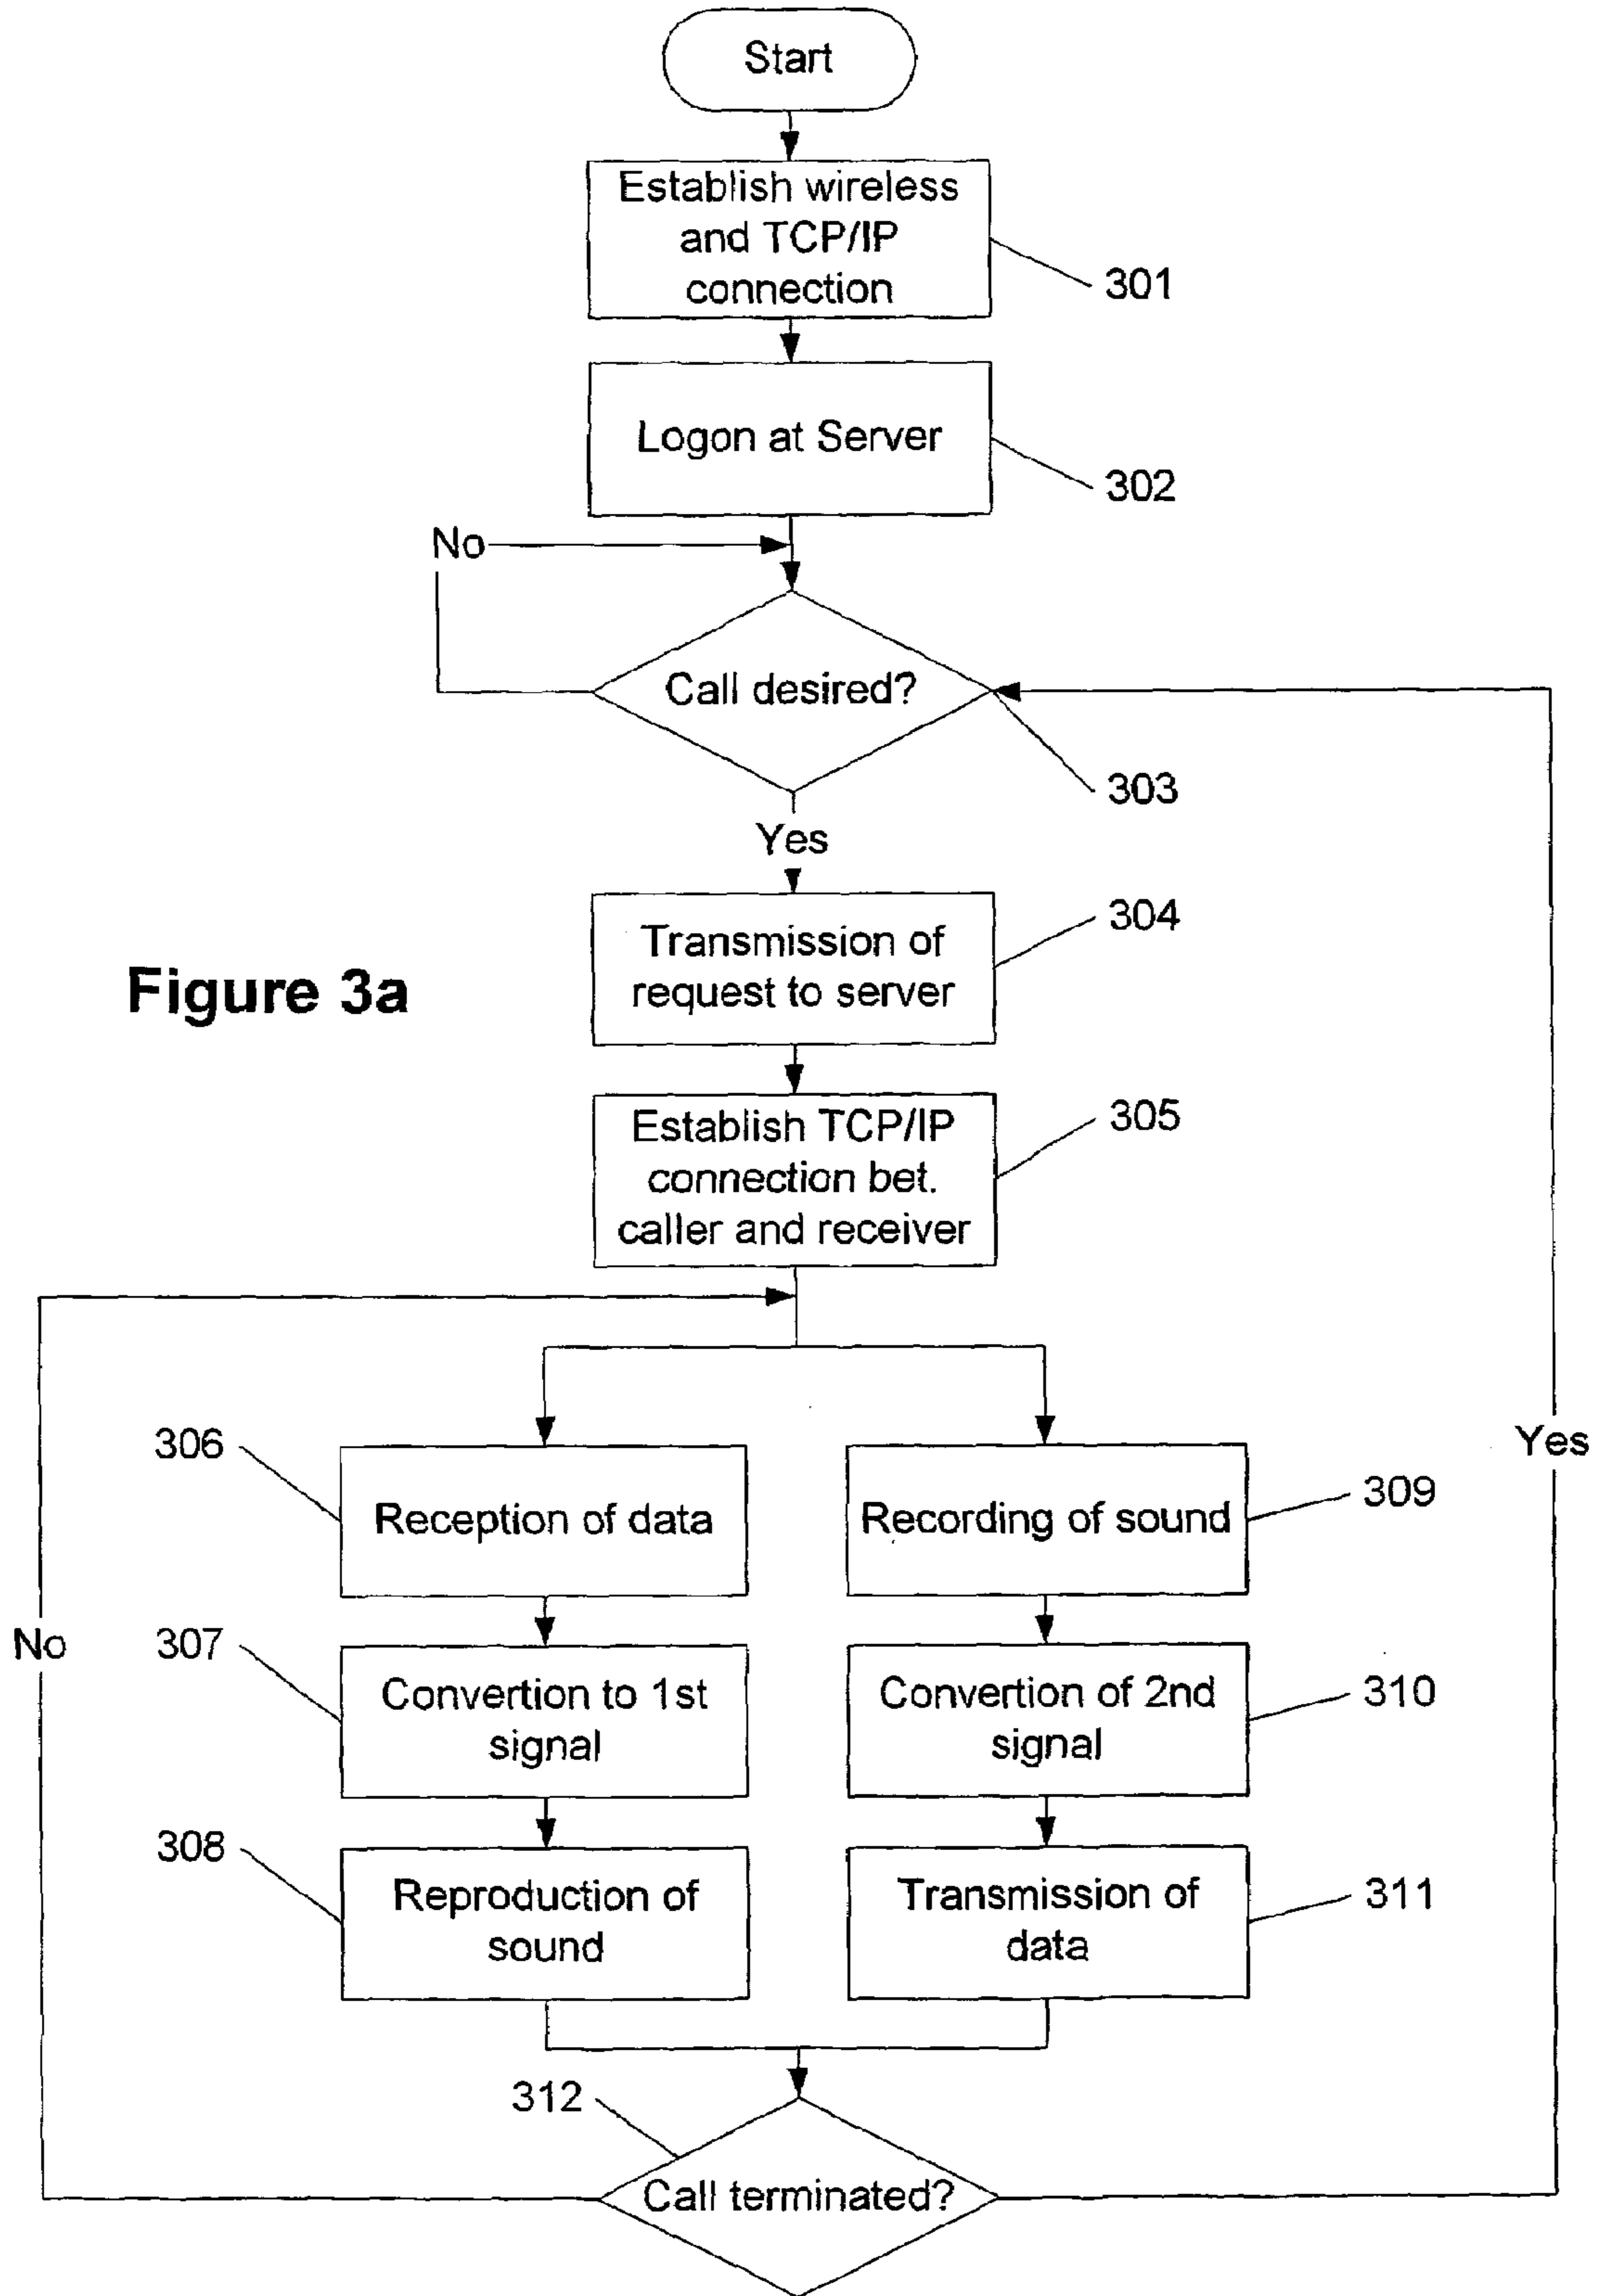 Start
Establish wireless
and TCP/IP
connection
301
Logon at Server
302
No
Call desired?
303
Yes
304
Transmission of
request to server
Figure 3a
305
Establish TCP/IP
connection bet.
caller and receiver
306
Reception of data
Recording of sound
309
Yes
No
307
Convertion to 1st
signal
Convertion of 2nd
signal
310
308
Reproduction of
sound
Transmission of
data
311
312
Call terminated?